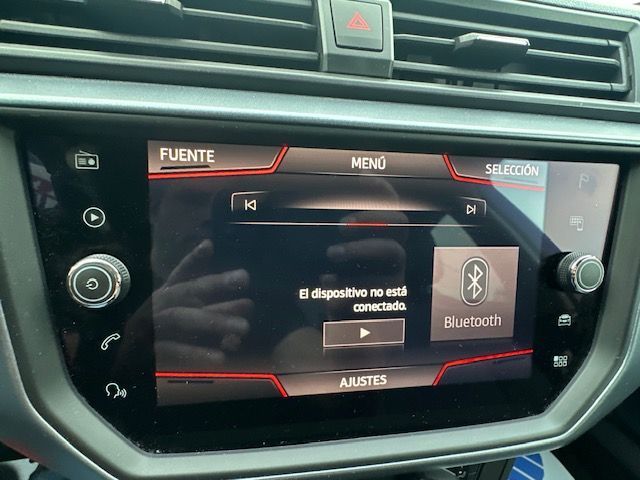 FUENTE
MENÚ
SELECCIÓN
El dispositivo no está
conectado.
Bluetooth
AJUSTES